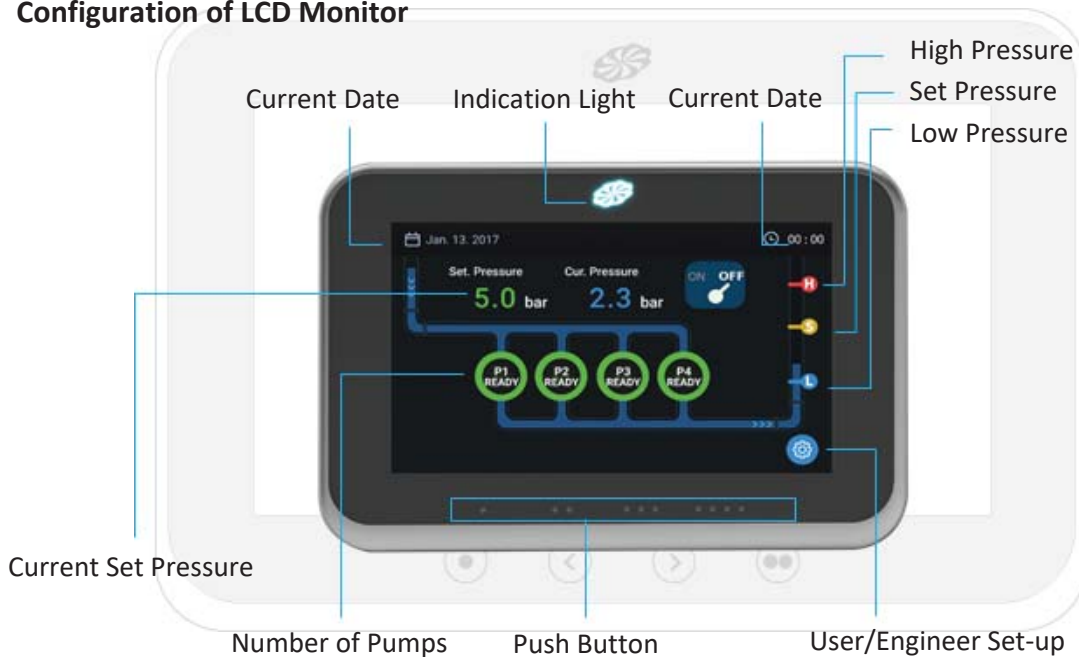 Configuration of LCD Monitor
High Pressure
Current Date Indication Light Current Date Set Pressure
Low Pressure
Jan. 13. 2017 00 : 00
Set. Pressure Cur. Pressure ON OFF
5.0 bar 2.3 bar
H
S
P1 READY P2 READY P3 READY P4 READY
L
Current Set Pressure
Number of Pumps Push Button User/Engineer Set-up